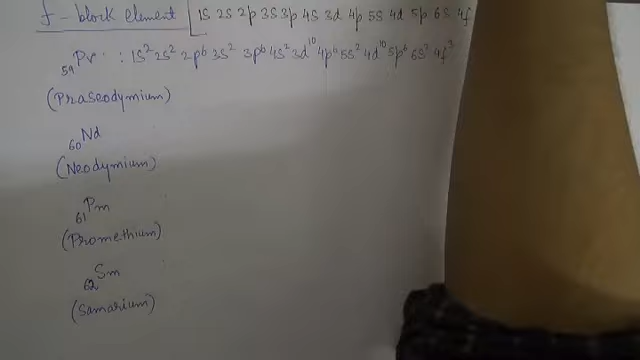 f - block element [ 1s 2s 2p 3s 3p 4s 3d 4p 5s 4d 5p 6s 4f
₅₉Pr : 1s² 2s² 2p⁶ 3s² 3p⁶ 4s² 3d¹⁰ 4p⁶ 5s² 4d¹⁰ 5p⁶ 6s² 4f³
(Praseodymium)
₆₀Nd
(Neodymium)
₆₁Pm
(Promethium)
₆₂Sm
(Samarium)